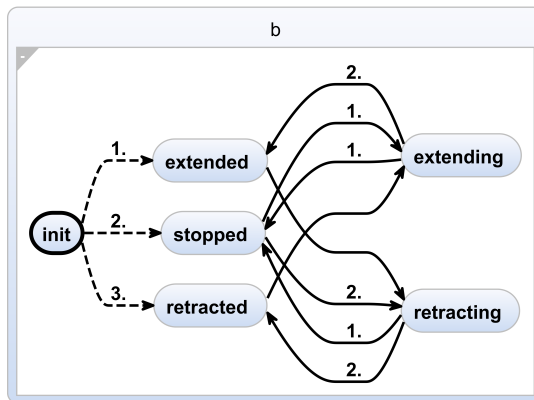 b
-
2.
1.
1.
1.
extended
extending
2.
init
stopped
3.
retracted
2.
retracting
1.
2.